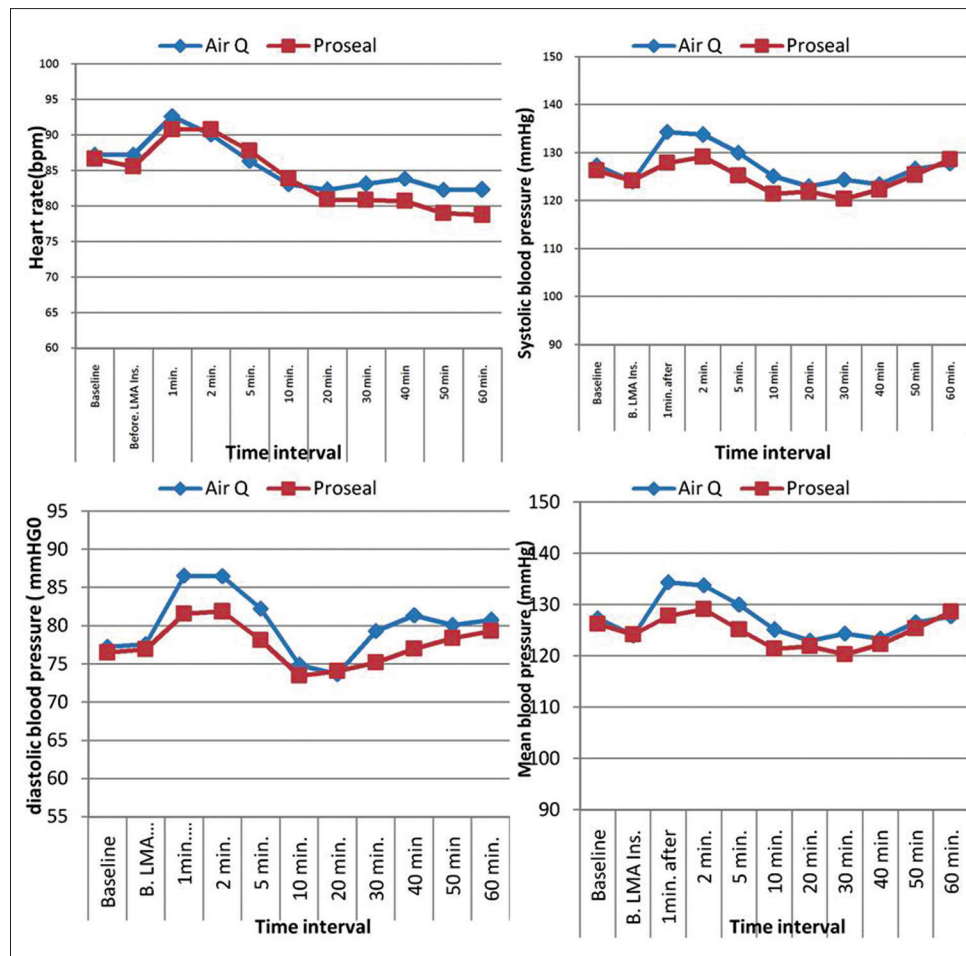 Air Q Proseal
100
95
90
85
80
75
70
65
60
Heart rate(bpm)
Baseline
Before. LMA Ins.
1min.
2 min.
5 min.
10 min.
20 min.
30 min.
40 min
50 min
60 min.
Time interval
Air Q Proseal
150
140
130
120
110
100
90
Systolic blood pressure (mmHg)
Baseline
B. LMA Ins.
1min. after
2 min.
5 min.
10 min.
20 min.
30 min.
40 min
50 min
60 min.
Time interval
Air Q Proseal
95
90
85
80
75
70
65
60
55
diastolic blood pressure ( mmHG0
Baseline
B. LMA...
1min....
2 min.
5 min.
10 min.
20 min.
30 min.
40 min
50 min
60 min.
Time interval
Air Q Proseal
150
140
130
120
110
100
90
Mean blood pressure (mmHg)
Baseline
B. LMA Ins.
1min. after
2 min.
5 min.
10 min.
20 min.
30 min.
40 min
50 min
60 min.
Time interval